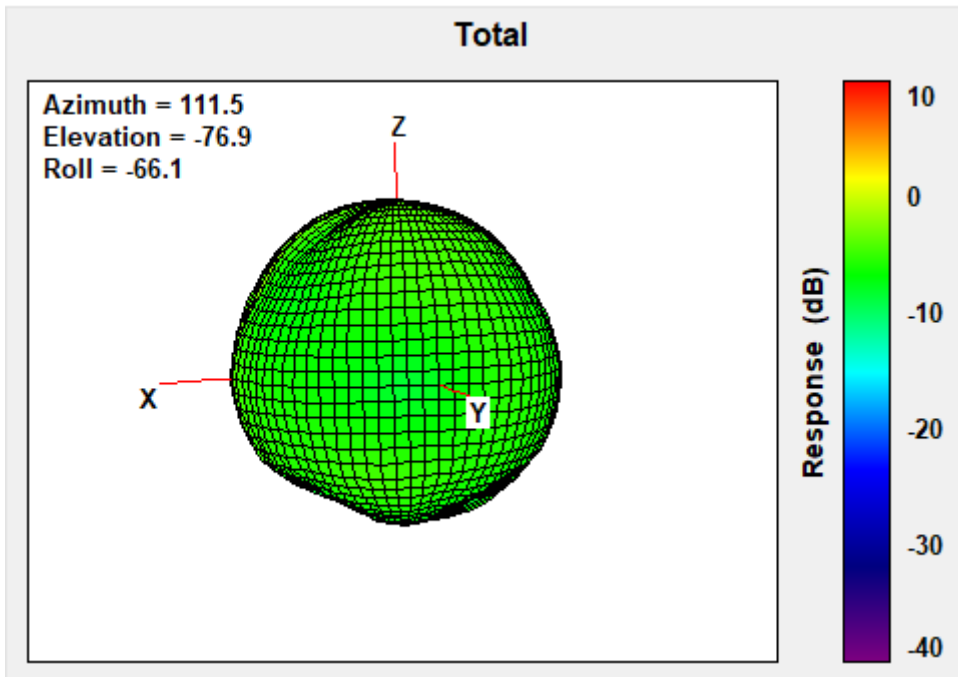 Total
Azimuth = 111.5
Elevation = -76.9
Roll = -66.1
Z
X
Y
10
0
-10
-20
-30
-40
Response (dB)